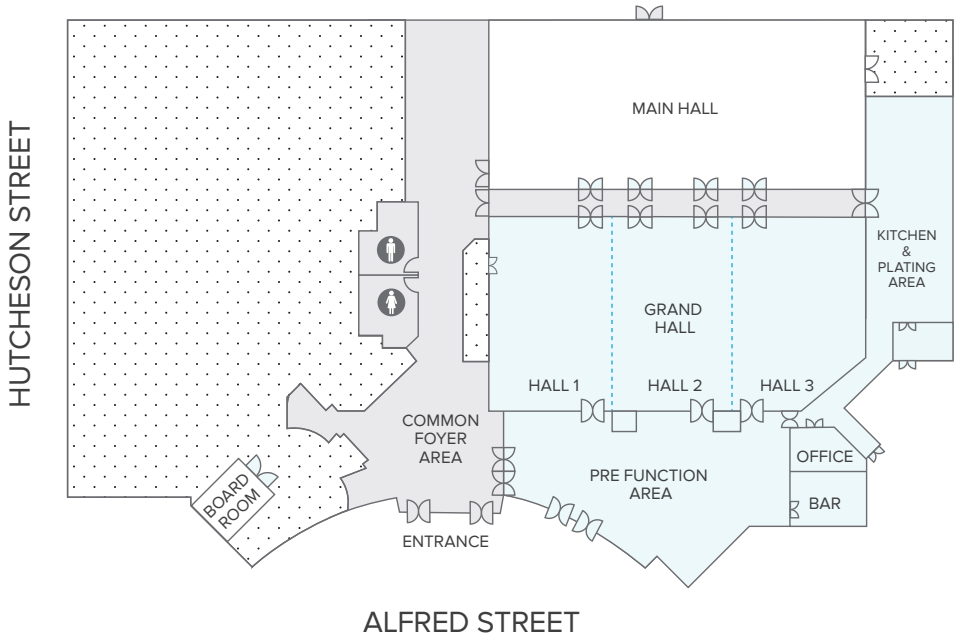 HUTCHESON STREET
MAIN HALL
KITCHEN
&
PLATING
AREA
GRAND
HALL
HALL 1
HALL 2
HALL 3
COMMON
FOYER
AREA
OFFICE
PRE FUNCTION
AREA
BOARD
ROOM
BAR
ENTRANCE
ALFRED STREET